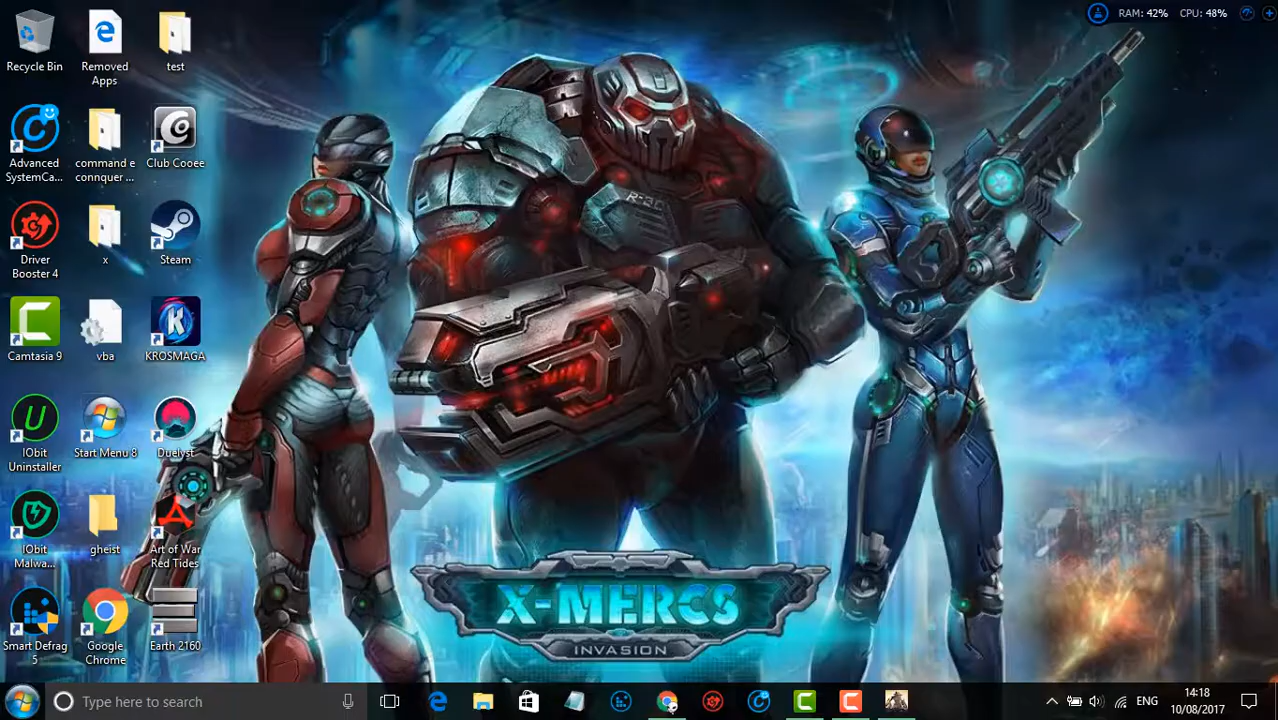 RAM: 42% CPU: 48%
Recycle Bin
Removed
Apps
test
Advanced
SystemCa...
command e
connquer ...
Club Cooee
Driver
Booster 4
x
Steam
Camtasia 9
vba
KROSMAGA
IObit
Uninstaller
Start Menu 8
Duelyst
IObit
Malwa...
gheist
Art of War
Red Tides
Smart Defrag
5
Google
Chrome
Earth 2160
X-MERCS
INVASION
Type here to search
ENG
14:18
10/08/2017